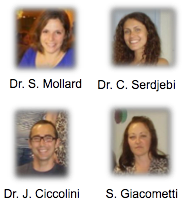 Dr. S. Mollard Dr. C. Serdjebi
Dr. J. Ciccolini S. Giacometti